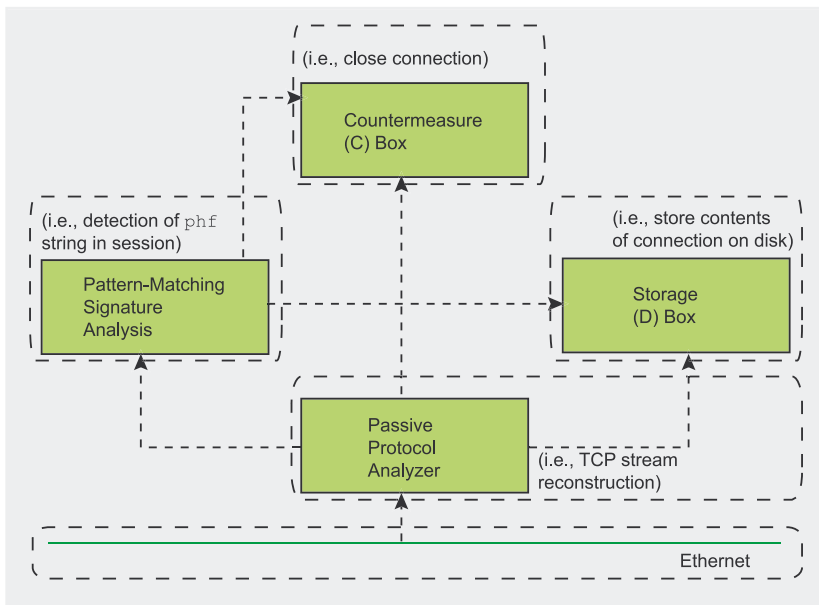 (i.e., close connection)
Countermeasure
(C) Box
(i.e., detection of phf
string in session)
Pattern-Matching
Signature
Analysis
(i.e., store contents
of connection on disk)
Storage
(D) Box
Passive
Protocol
Analyzer
(i.e., TCP stream
reconstruction)
Ethernet